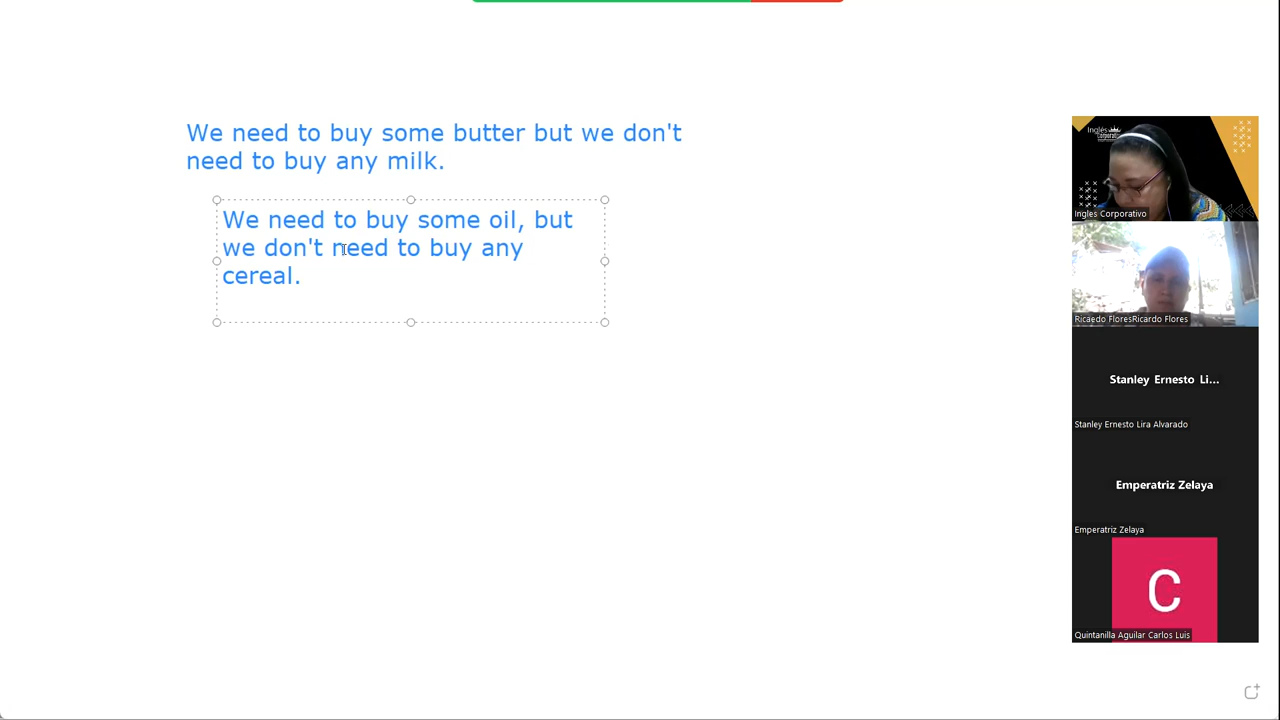 We need to buy some butter but we don't
need to buy any milk.
We need to buy some oil, but
we don't need to buy any
cereal.
Inglés
Corporativo
Ingles Corporativo
Ricaedo FloresRicardo Flores
Stanley Ernesto Li...
Stanley Ernesto Lira Alvarado
Emperatriz Zelaya
Emperatriz Zelaya
C
Quintanilla Aguilar Carlos Luis